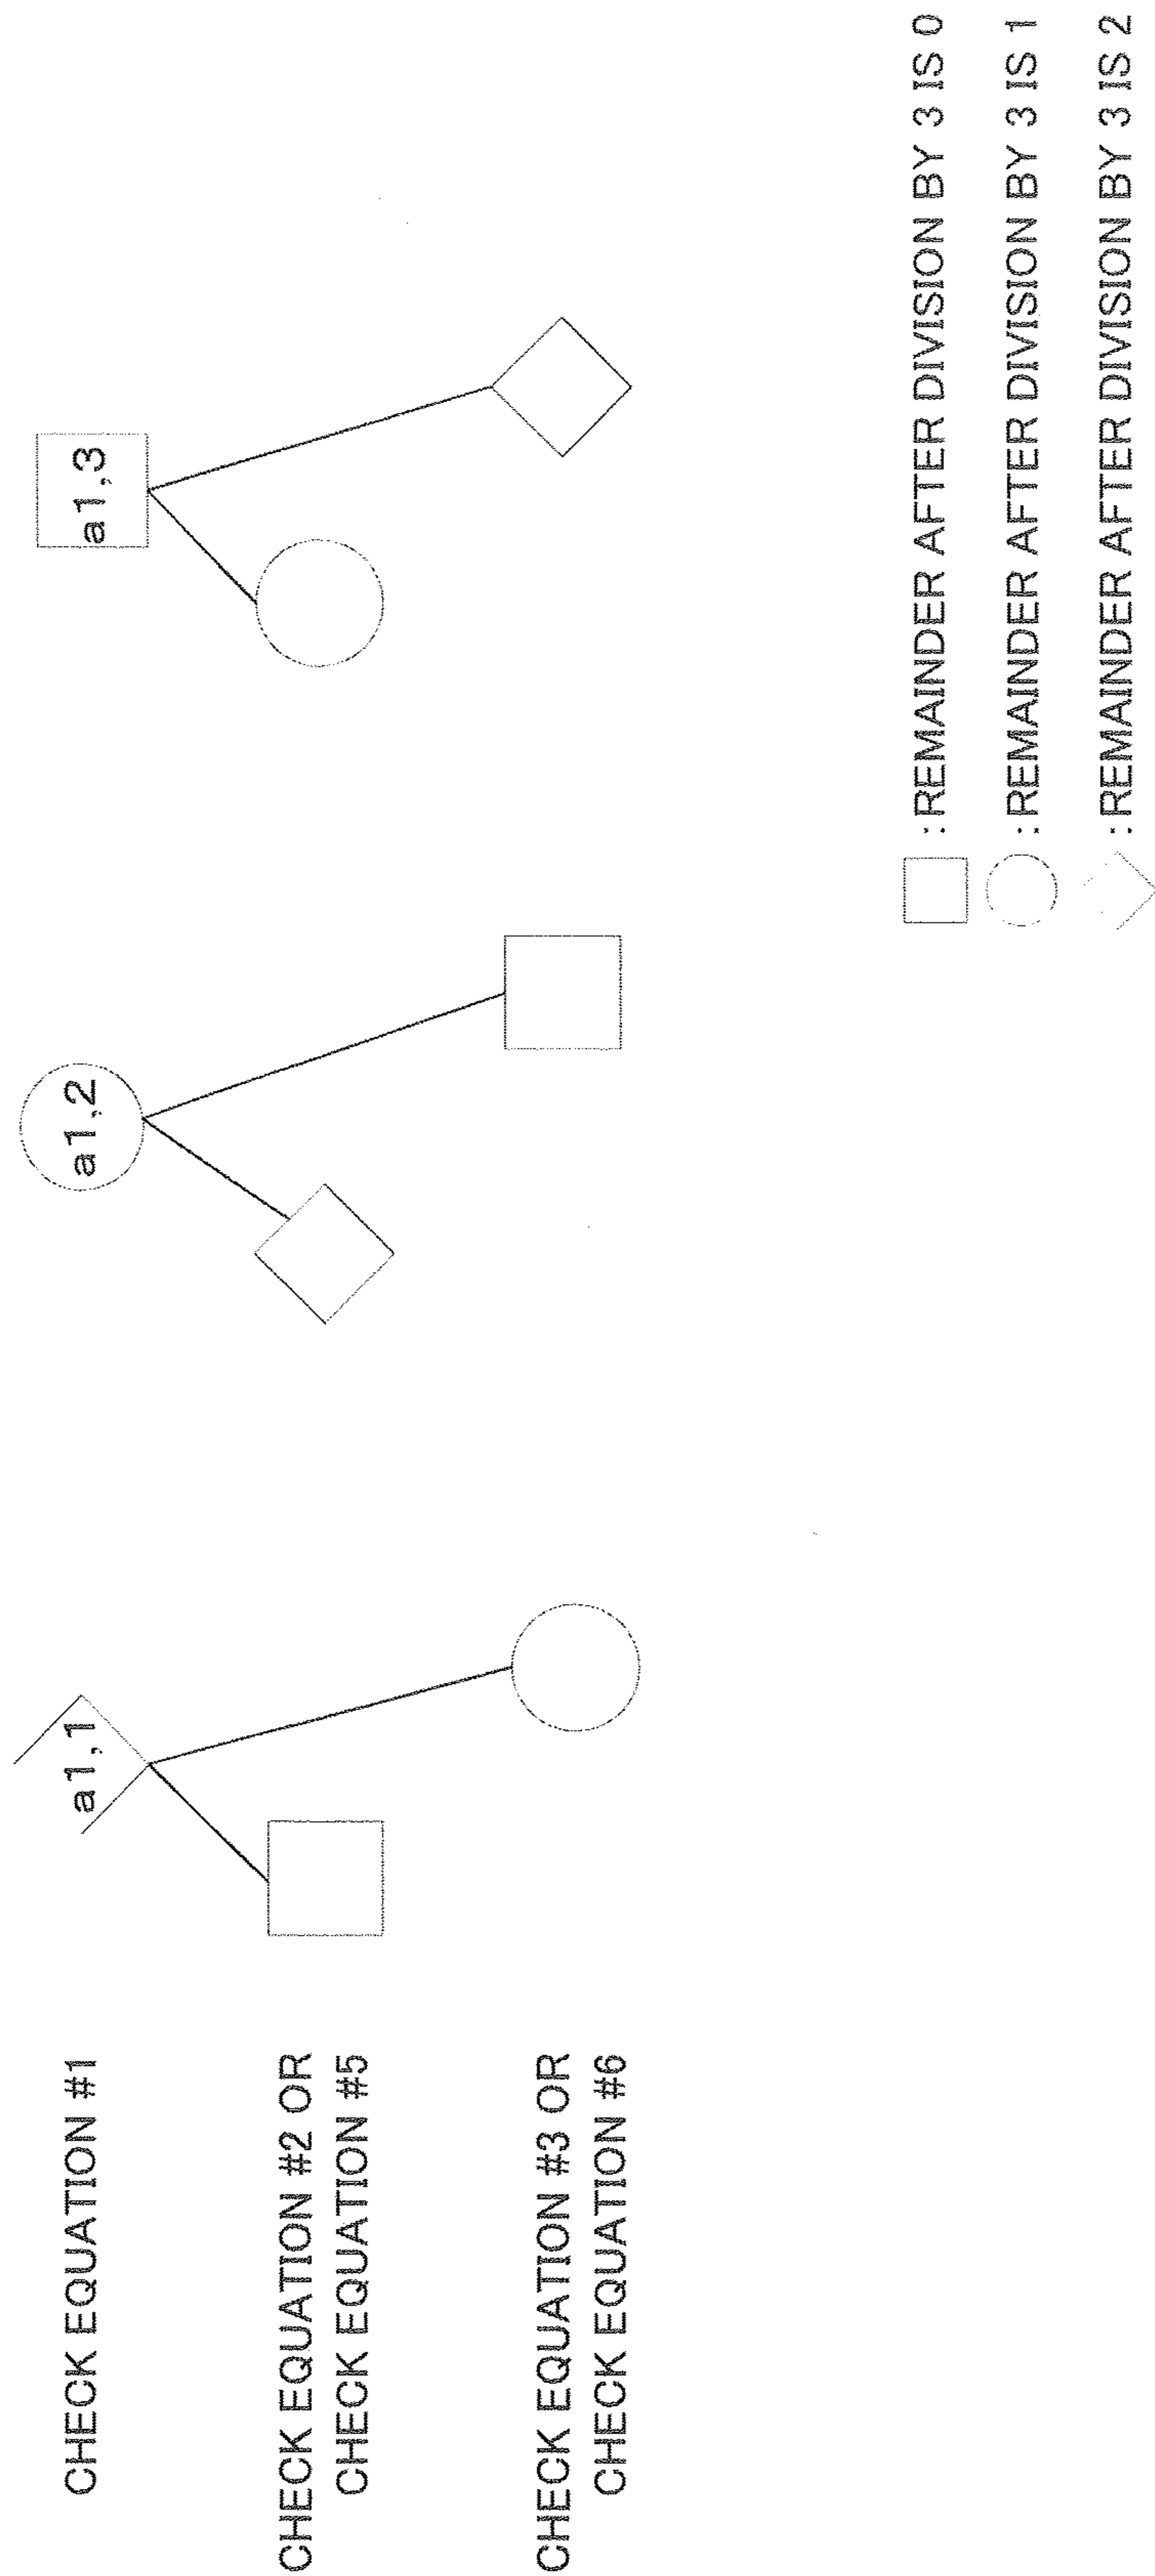 CHECK EQUATION #1
a1,1
a1,2
a1,3
CHECK EQUATION #2 OR
CHECK EQUATION #5
CHECK EQUATION #3 OR
CHECK EQUATION #6
: REMAINDER AFTER DIVISION BY 3 IS 0
: REMAINDER AFTER DIVISION BY 3 IS 1
: REMAINDER AFTER DIVISION BY 3 IS 2